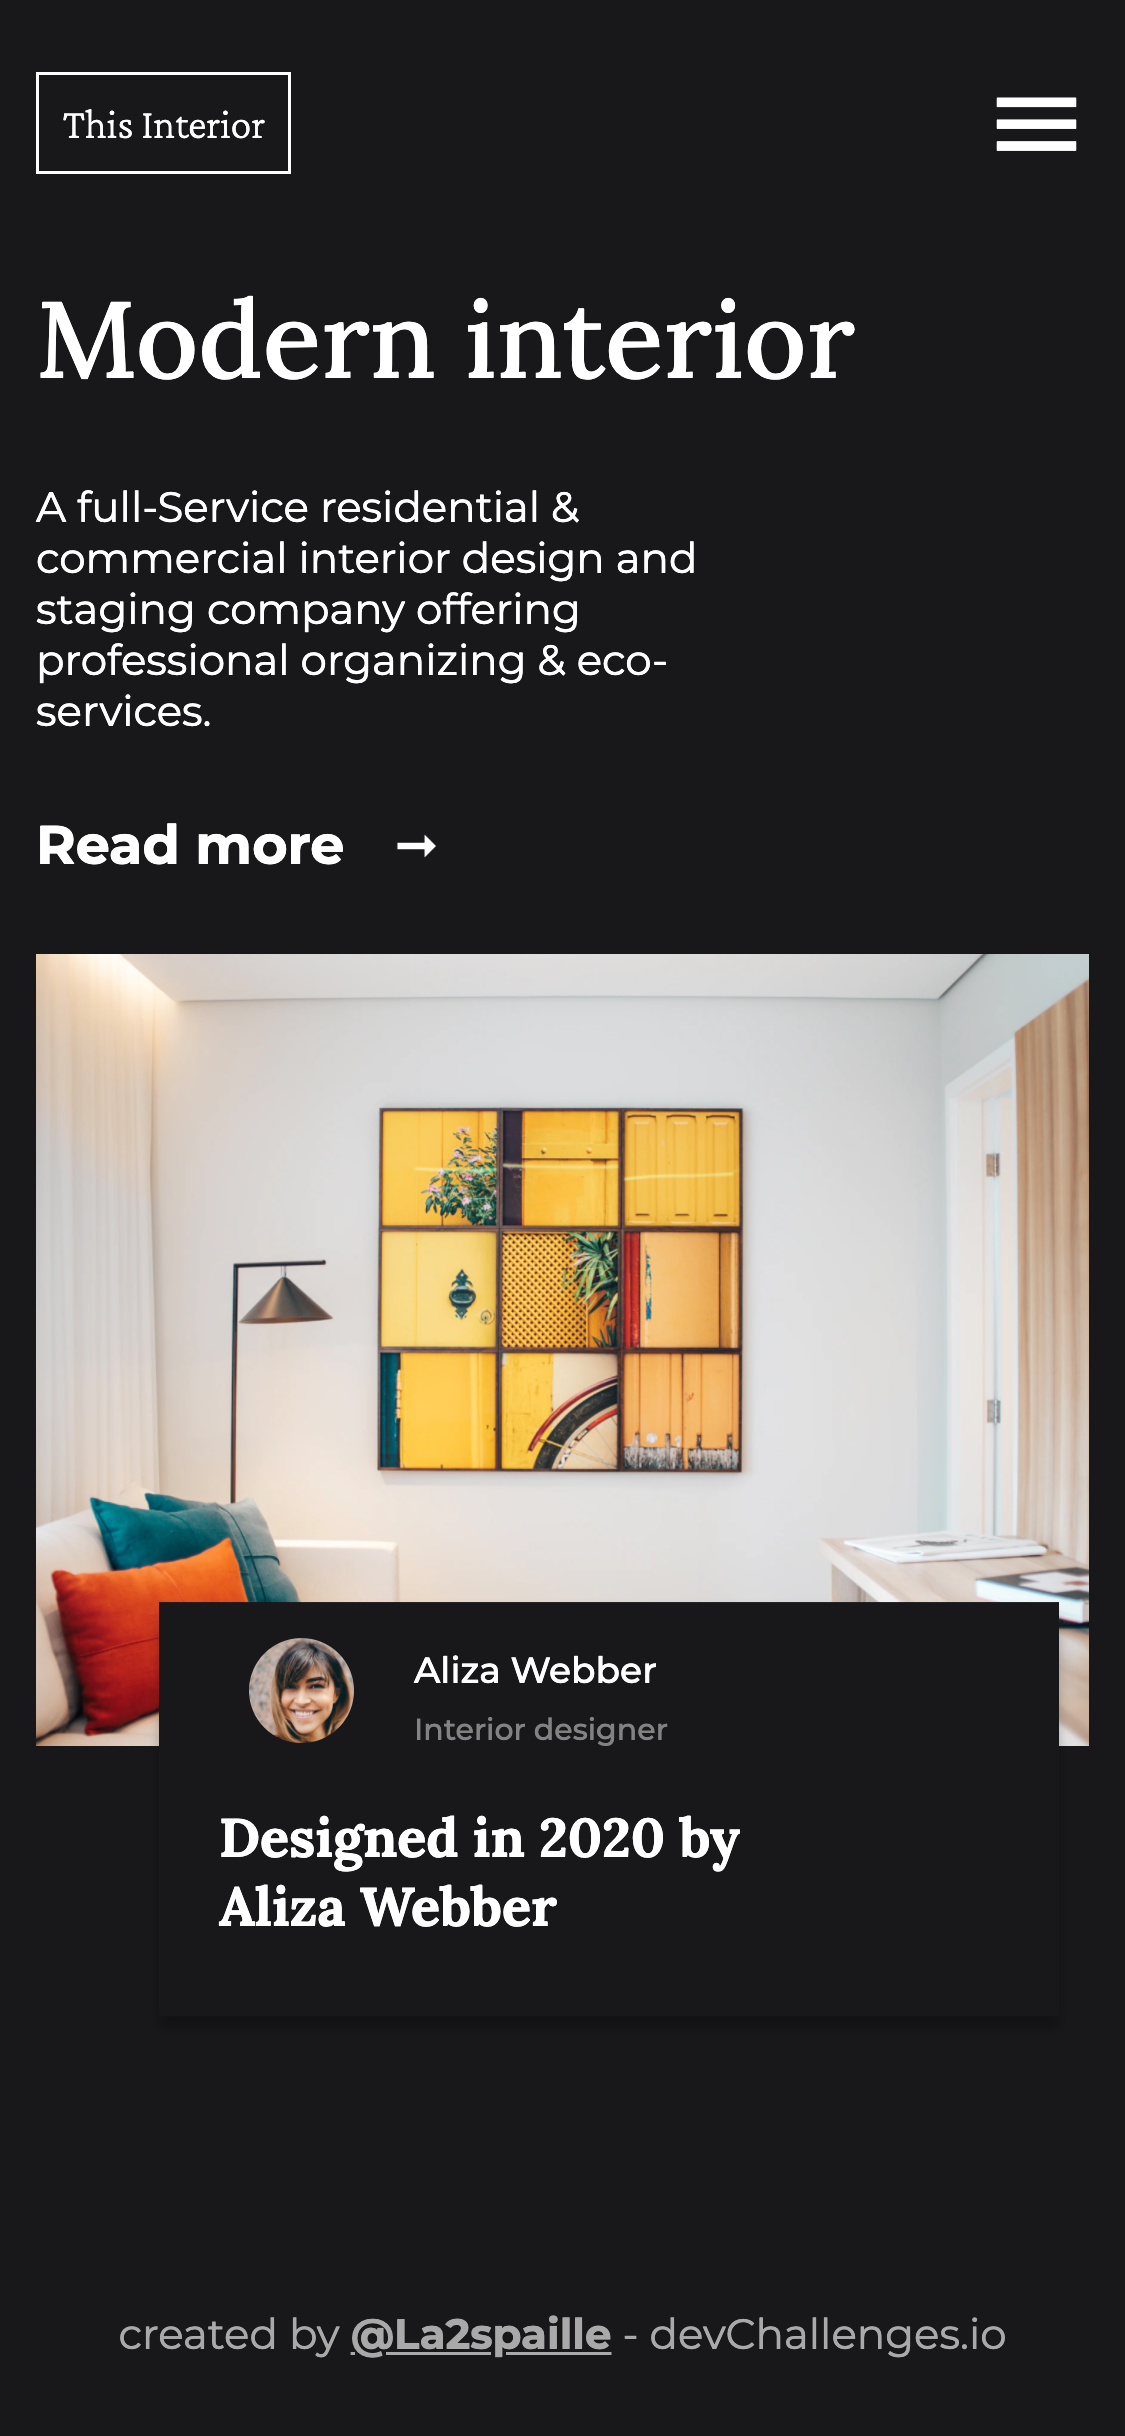 This Interior
Modern interior
A full-Service residential &
commercial interior design and
staging company offering
professional organizing & eco-
services.
Read more
Aliza Webber
Interior designer
Designed in 2020 by
Aliza Webber
created by @La2spaille - devChallenges.io